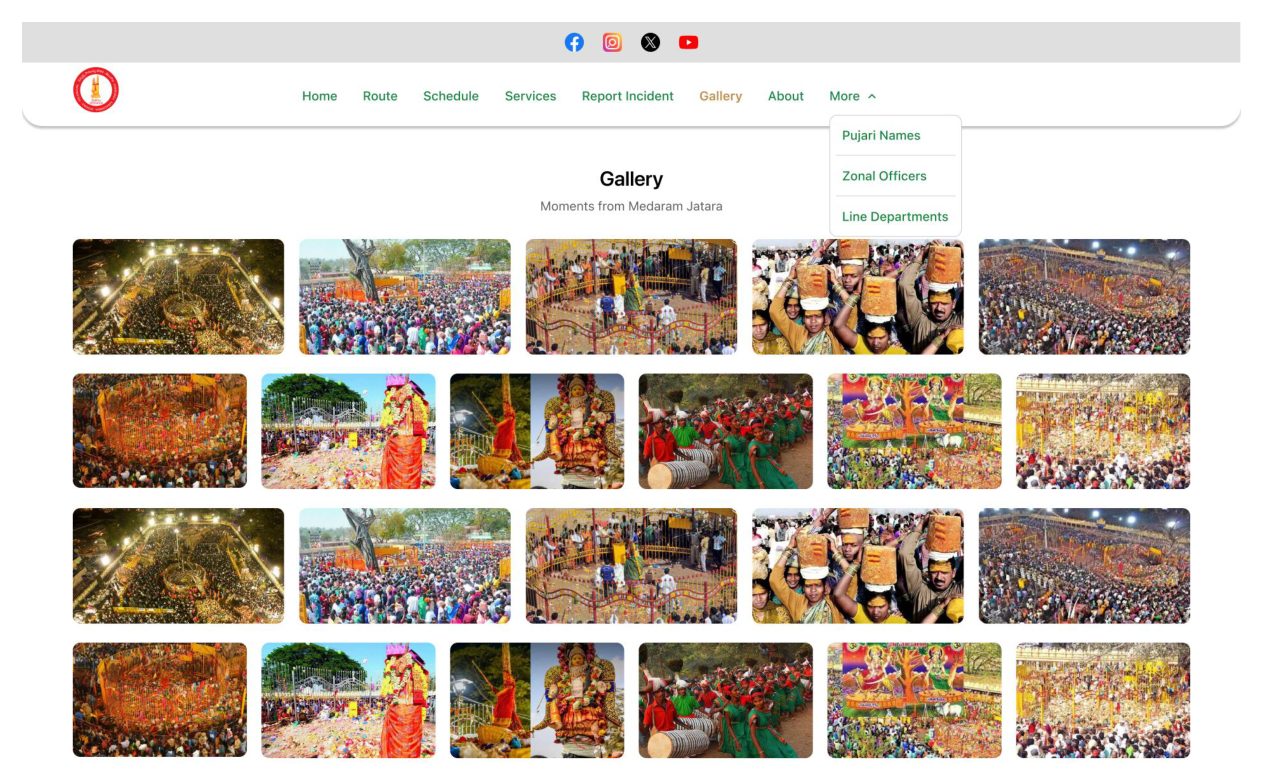 Home Route Schedule Services Report Incident Gallery About More
Pujari Names
Zonal Officers
Line Departments
Gallery
Moments from Medaram Jatara